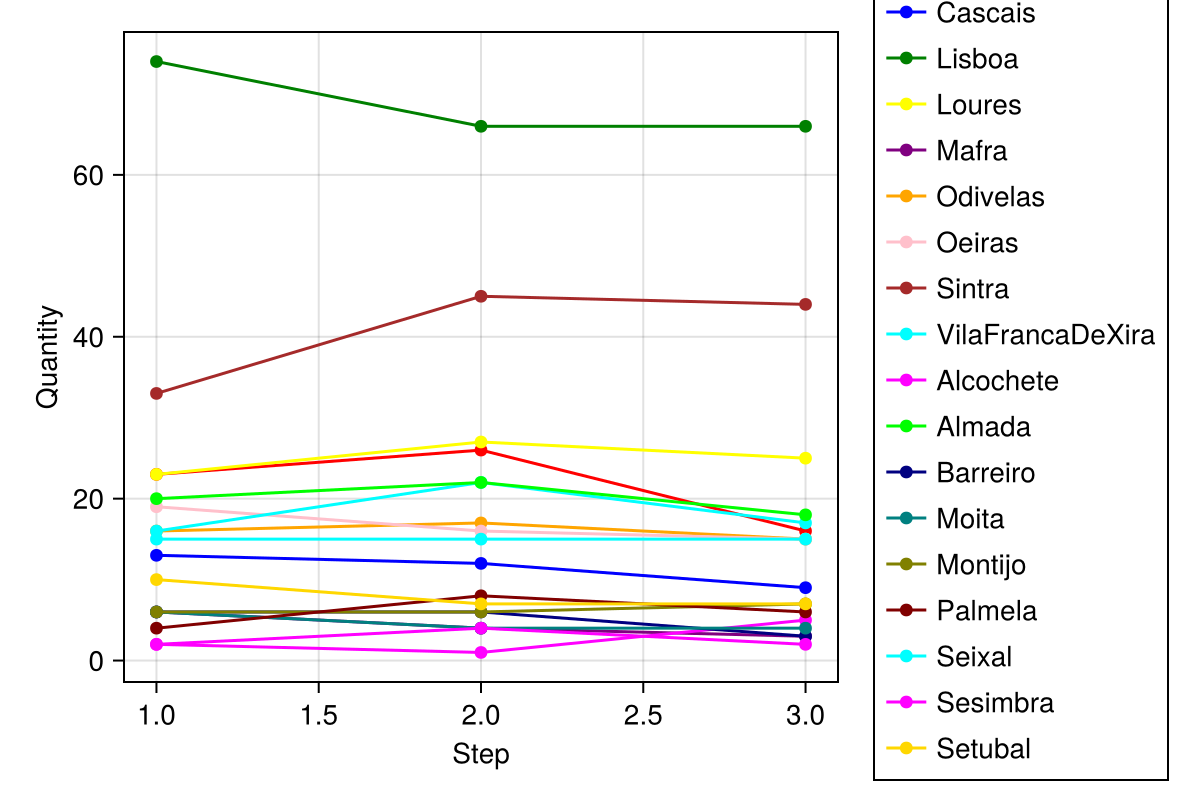 Quantity
60
40
20
0
1.0 1.5 2.0 2.5 3.0
Step
Cascais
Lisboa
Loures
Mafra
Odivelas
Oeiras
Sintra
VilaFrancaDeXira
Alcochete
Almada
Barreiro
Moita
Montijo
Palmela
Seixal
Sesimbra
Setubal